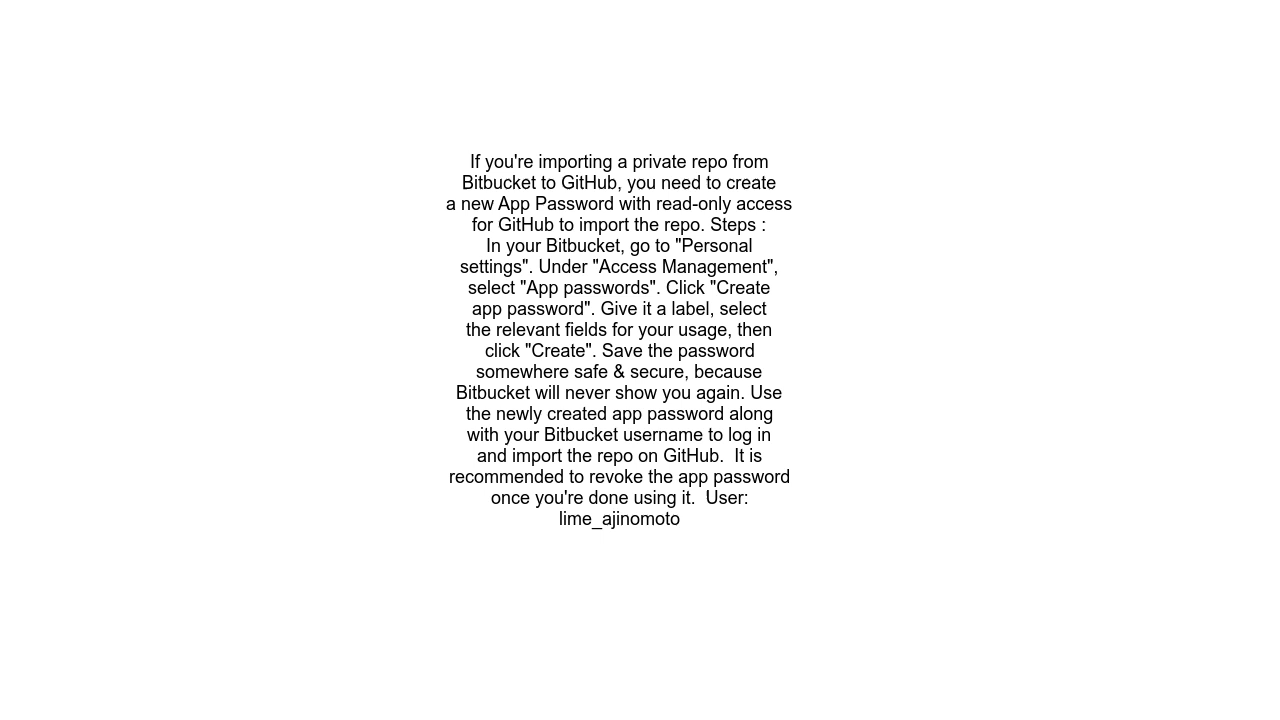 If you're importing a private repo from
Bitbucket to GitHub, you need to create
a new App Password with read-only access
for GitHub to import the repo. Steps :
In your Bitbucket, go to "Personal
settings". Under "Access Management",
select "App passwords". Click "Create
app password". Give it a label, select
the relevant fields for your usage, then
click "Create". Save the password
somewhere safe & secure, because
Bitbucket will never show you again. Use
the newly created app password along
with your Bitbucket username to log in
and import the repo on GitHub.  It is
recommended to revoke the app password
once you're done using it.  User:
lime_ajinomoto